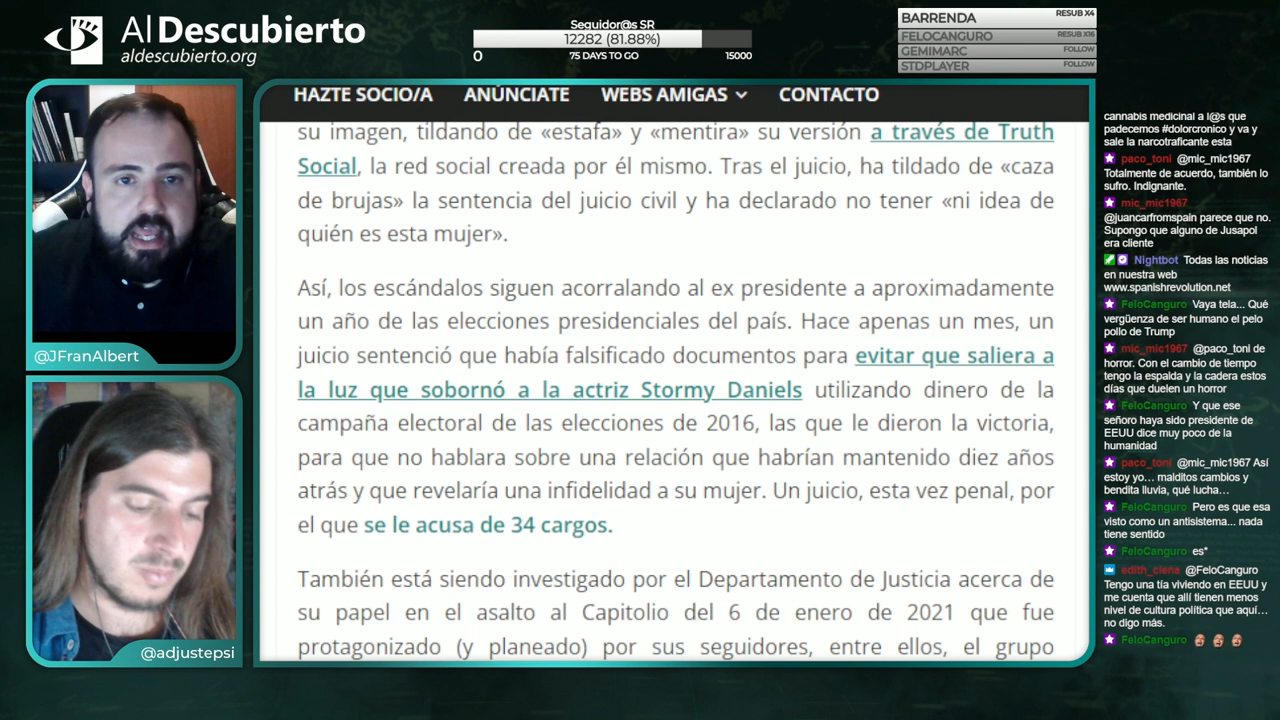 Al Descubierto
aldescubierto.org
Seguidor@s SR
12282 (81.88%)
0
75 DAYS TO GO
15000
BARRENDA
RESUB X4
FELOCANGURO
RESUB X16
GEMIMARC
FOLLOW
STDPLAYER
FOLLOW
@JFranAlbert
@adjustepsi
HAZTE SOCIO/A ANÚNCIATE WEBS AMIGAS CONTACTO
su imagen, tildando de «estafa» y «mentira» su versión a través de Truth
Social, la red social creada por él mismo. Tras el juicio, ha tildado de «caza
de brujas» la sentencia del juicio civil y ha declarado no tener «ni idea de
quién es esta mujer».
Así, los escándalos siguen acorralando al ex presidente a aproximadamente
un año de las elecciones presidenciales del país. Hace apenas un mes, un
juicio sentenció que había falsificado documentos para evitar que saliera a
la luz que sobornó a la actriz Stormy Daniels utilizando dinero de la
campaña electoral de las elecciones de 2016, las que le dieron la victoria,
para que no hablara sobre una relación que habrían mantenido diez años
atrás y que revelaria una infidelidad a su mujer. Un juicio, esta vez penal, por
el que se le acusa de 34 cargos.
También está siendo investigado por el Departamento de Justicia acerca de
su papel en el asalto al Capitolio del 6 de enero de 2021 que fue
protagonizado (y planeado) por sus seguidores, entre ellos, el grupo
cannabis medicinal a l@s que
padecemos #dolorcronico y va y
sale la narcotraficante esta
paco_toni @mic_mic1967
Totalmente de acuerdo, también lo
sufro. Indignante.
mic_mic1967
@juancarfromspain parece que no.
Supongo que alguno de Jusapol
era cliente
Nightbot Todas las noticias
en nuestra web
www.spanishrevolution.net
FeloCanguro Vaya tela... Qué
vergüenza de ser humano el pelo
pollo de Trump
mic_mic1967 @paco_toni de
horror. Con el cambio de tiempo
tengo la espalda y la cadera estos
días que duelen un horror
FeloCanguro Y que ese
señoro haya sido presidente de
EEUU dice muy poco de la
humanidad
paco_toni @mic_mic1967 Así
estoy yo… malditos cambios y
bendita lluvia, qué lucha…
FeloCanguro Pero es que esa
visto como un antisistema... nada
tiene sentido
FeloCanguro es*
edith_clena @FeloCanguro
Tengo una tía viviendo en EEUU y
me cuenta que allí tienen menos
nivel de cultura política que aquí…
no digo más.
FeloCanguro